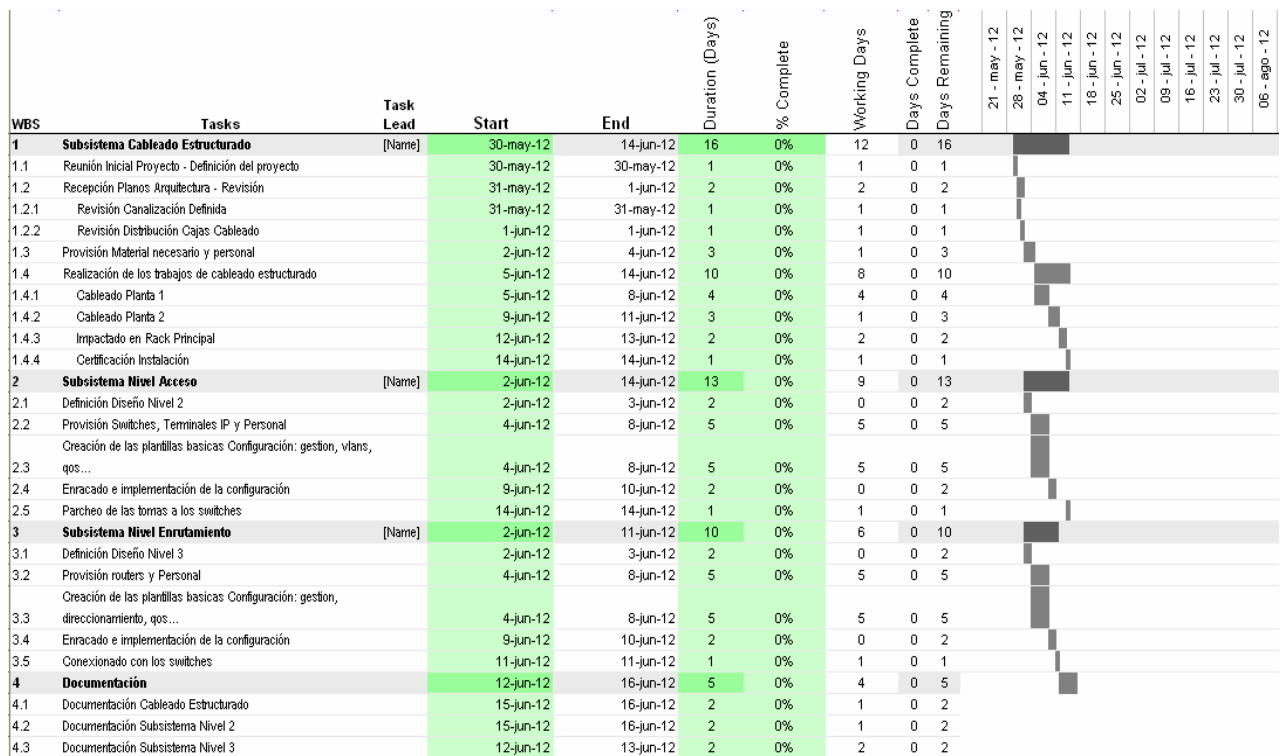 WBS Tasks Task Lead Start End Duration (Days) % Complete Working Days Days Complete Days Remaining 21 - may - 12 28 - may - 12 04 - jun - 12 11 - jun - 12 18 - jun - 12 25 - jun - 12 02 - jul - 12 09 - jul - 12 16 - jul - 12 23 - jul - 12 30 - jul - 12 06 - ago - 12
1 Subsistema Cableado Estructurado [Name] 30-may-12 14-jun-12 16 0% 12 0 16
1.1 Reunión Inicial Proyecto - Definición del proyecto 30-may-12 30-may-12 1 0% 1 0 1
1.2 Recepción Planos Arquitectura - Revisión 31-may-12 1-jun-12 2 0% 2 0 2
1.2.1 Revisión Canalización Definida 31-may-12 31-may-12 1 0% 1 0 1
1.2.2 Revisión Distribución Cajas Cableado 1-jun-12 1-jun-12 1 0% 1 0 1
1.3 Provisión Material necesario y personal 2-jun-12 4-jun-12 3 0% 1 0 3
1.4 Realización de los trabajos de cableado estructurado 5-jun-12 14-jun-12 10 0% 8 0 10
1.4.1 Cableado Planta 1 5-jun-12 8-jun-12 4 0% 4 0 4
1.4.2 Cableado Planta 2 9-jun-12 11-jun-12 3 0% 1 0 3
1.4.3 Impactado en Rack Principal 12-jun-12 13-jun-12 2 0% 2 0 2
1.4.4 Certificación Instalación 14-jun-12 14-jun-12 1 0% 1 0 1
2 Subsistema Nivel Acceso [Name] 2-jun-12 14-jun-12 13 0% 9 0 13
2.1 Definición Diseño Nivel 2 2-jun-12 3-jun-12 2 0% 0 0 2
2.2 Provisión Switches, Terminales IP y Personal 4-jun-12 8-jun-12 5 0% 5 0 5
Creación de las plantillas basicas Configuración: gestion, vlans,
2.3 qos... 4-jun-12 8-jun-12 5 0% 5 0 5
2.4 Enracado e implementación de la configuración 9-jun-12 10-jun-12 2 0% 0 0 2
2.5 Parcheo de las tomas a los switches 14-jun-12 14-jun-12 1 0% 1 0 1
3 Subsistema Nivel Enrutamiento [Name] 2-jun-12 11-jun-12 10 0% 6 0 10
3.1 Definición Diseño Nivel 3 2-jun-12 3-jun-12 2 0% 0 0 2
3.2 Provisión routers y Personal 4-jun-12 8-jun-12 5 0% 5 0 5
Creación de las plantillas basicas Configuración: gestion,
3.3 direccionamiento, qos... 4-jun-12 8-jun-12 5 0% 5 0 5
3.4 Enracado e implementación de la configuración 9-jun-12 10-jun-12 2 0% 0 0 2
3.5 Conexionado con los switches 11-jun-12 11-jun-12 1 0% 1 0 1
4 Documentación 12-jun-12 16-jun-12 5 0% 4 0 5
4.1 Documentación Cableado Estructurado 15-jun-12 16-jun-12 2 0% 1 0 2
4.2 Documentación Subsistema Nivel 2 15-jun-12 16-jun-12 2 0% 1 0 2
4.3 Documentación Subsistema Nivel 3 12-jun-12 13-jun-12 2 0% 2 0 2